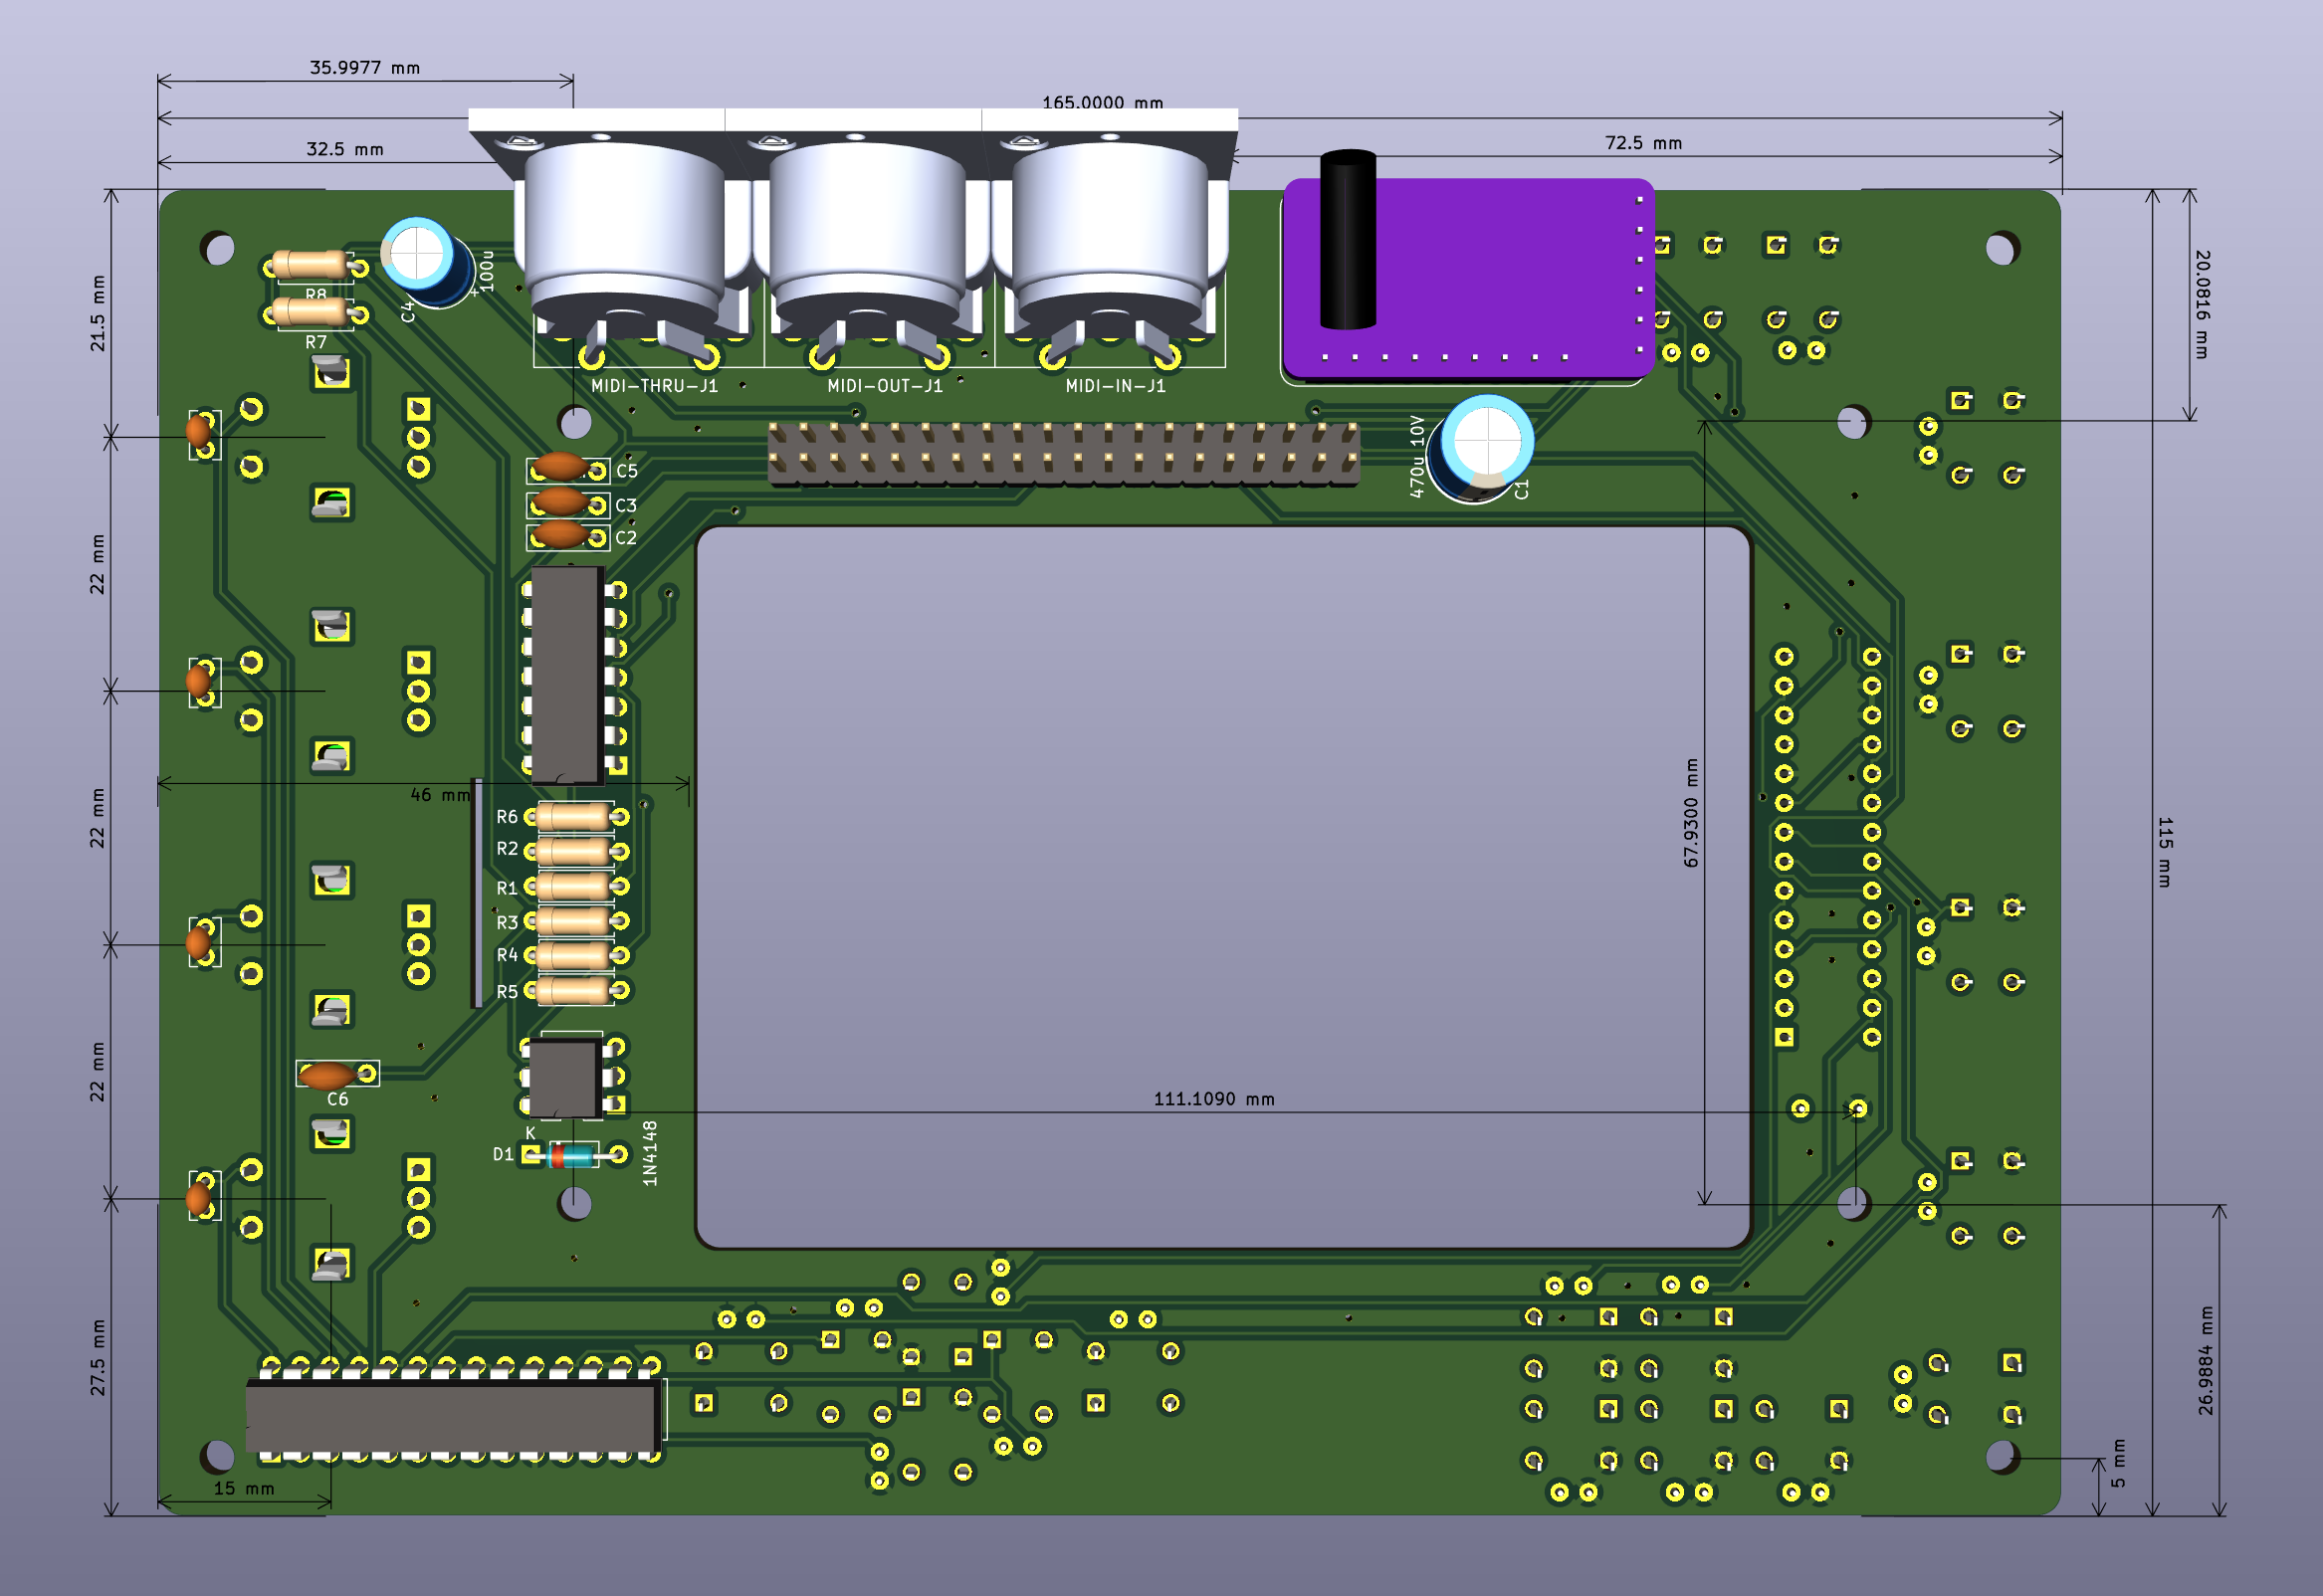 35.9977 mm
165.0000 mm
32.5 mm
72.5 mm
21.5 mm
20.0816 mm
R8
R7
C4
100u
+
MIDI-THRU-J1
MIDI-OUT-J1
MIDI-IN-J1
470u 10V
C1
C5
C3
C2
22 mm
22 mm
22 mm
46 mm
67.9300 mm
115 mm
R6
R2
R1
R3
R4
R5
C6
K
D1
1N4148
111.1090 mm
27.5 mm
26.9884 mm
15 mm
5 mm